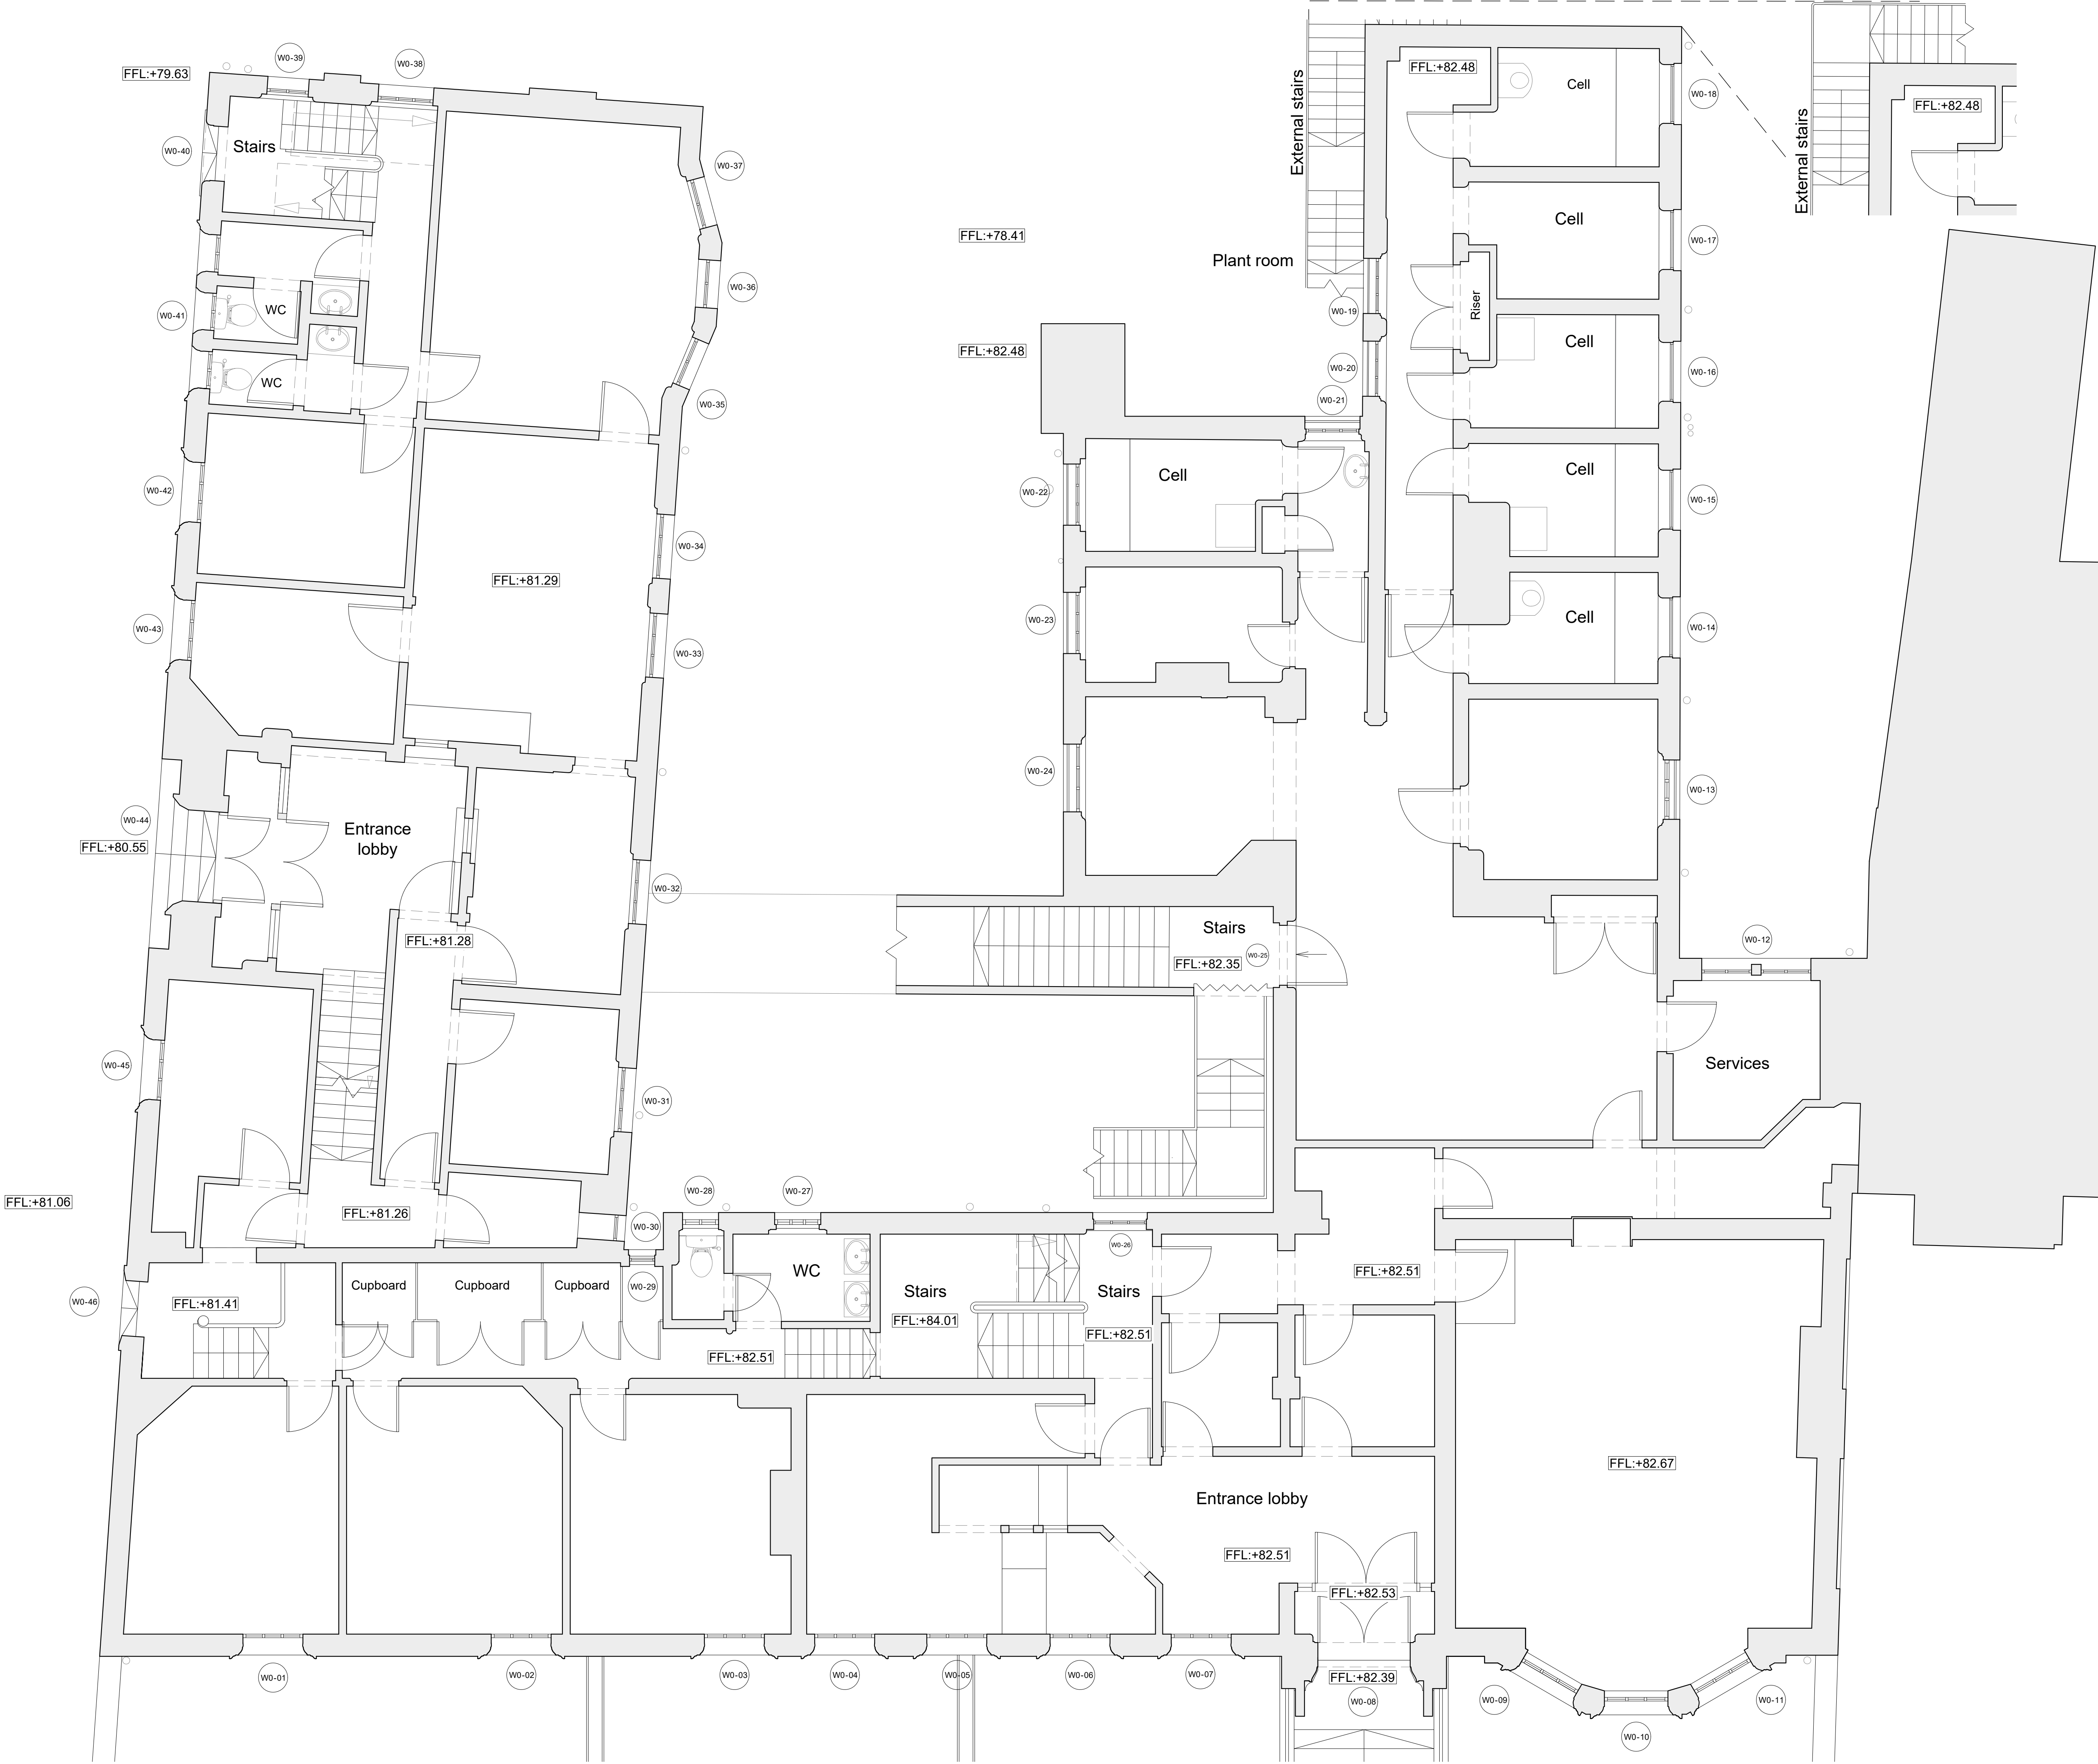 W0-39
W0-38
FFL:+79.63
External stairs
FFL:+82.48
Cell
W0-18
External stairs
FFL:+82.48
W0-40
Stairs
W0-37
Cell
W0-17
FFL:+78.41
Plant room
W0-36
W0-41
WC
Riser
W0-19
Cell
FFL:+82.48
W0-20
W0-16
WC
W0-35
W0-21
Cell
W0-42
W0-22
Cell
W0-15
W0-34
FFL:+81.29
W0-43
W0-23
Cell
W0-14
W0-33
W0-24
W0-13
W0-44
Entrance
lobby
FFL:+80.55
W0-32
FFL:+81.28
Stairs
W0-25
FFL:+82.35
W0-12
W0-45
W0-31
Services
FFL:+81.06
W0-28
W0-27
FFL:+81.26
W0-30
W0-26
WC
FFL:+82.51
Cupboard
Cupboard
Cupboard
W0-29
Stairs
Stairs
W0-46
FFL:+81.41
FFL:+84.01
FFL:+82.51
FFL:+82.51
FFL:+82.67
Entrance lobby
FFL:+82.51
FFL:+82.53
W0-01
W0-02
W0-03
W0-04
W0-05
W0-06
W0-07
FFL:+82.39
W0-08
W0-09
W0-10
W0-11